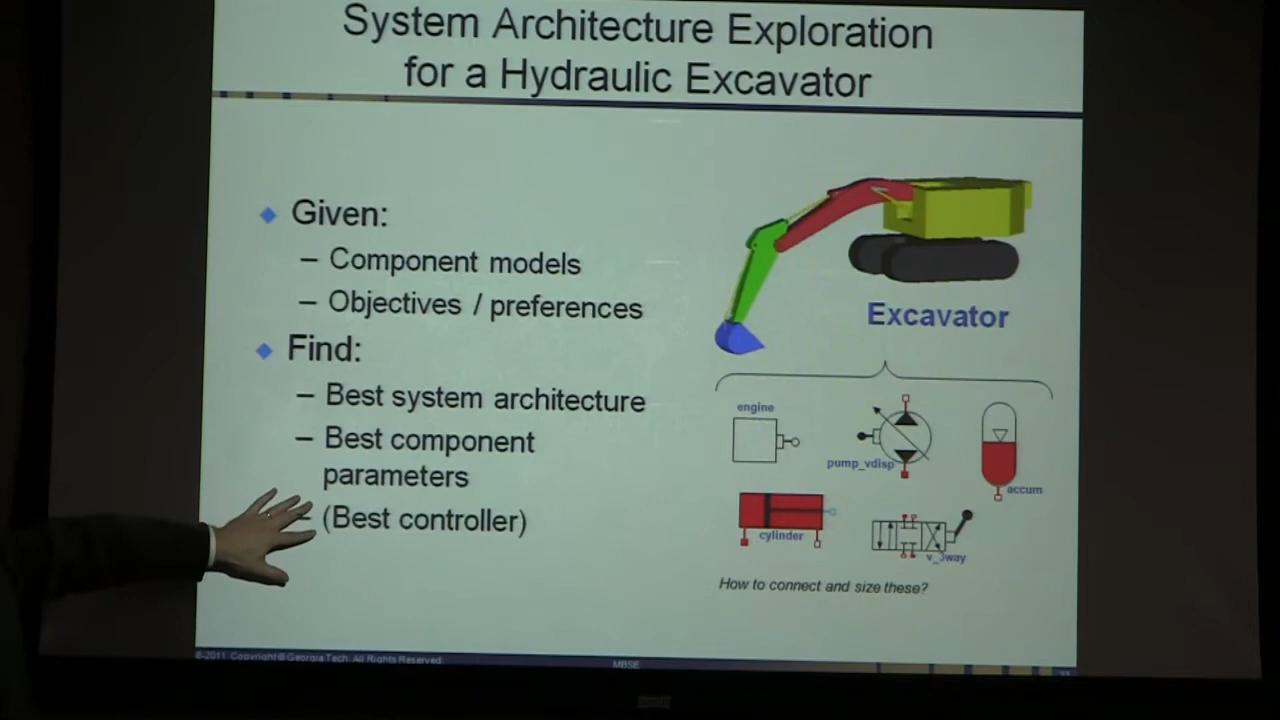 System Architecture Exploration
for a Hydraulic Excavator
Given:
– Component models
– Objectives / preferences
Find:
– Best system architecture
– Best component
parameters
– (Best controller)
Excavator
engine
pump_vdisp
accum
cylinder
v_3way
How to connect and size these?
Copyright © Georgia Tech. All Rights Reserved.
MBSE